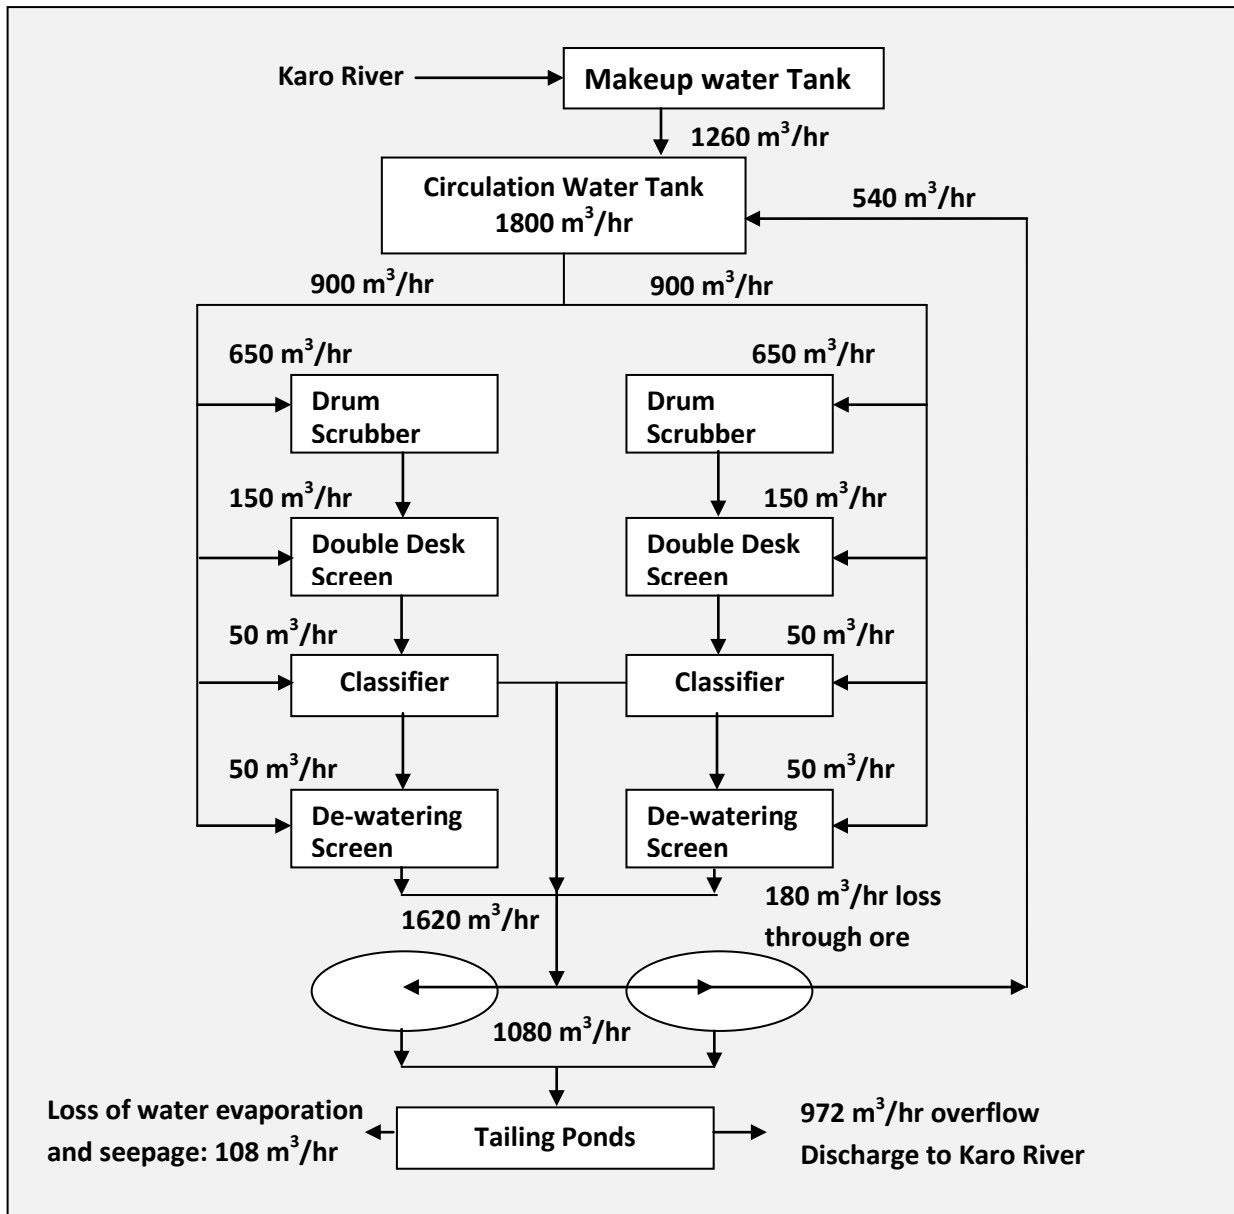 Karo River
Makeup water Tank
1260 m³/hr
Circulation Water Tank
1800 m³/hr
540 m³/hr
900 m³/hr
900 m³/hr
650 m³/hr
650 m³/hr
Drum
Scrubber
Drum
Scrubber
150 m³/hr
150 m³/hr
Double Desk
Screen
Double Desk
Screen
50 m³/hr
50 m³/hr
Classifier
Classifier
50 m³/hr
50 m³/hr
De-watering
Screen
De-watering
Screen
1620 m³/hr
180 m³/hr loss
through ore
1080 m³/hr
Loss of water evaporation
and seepage: 108 m³/hr
Tailing Ponds
972 m³/hr overflow
Discharge to Karo River